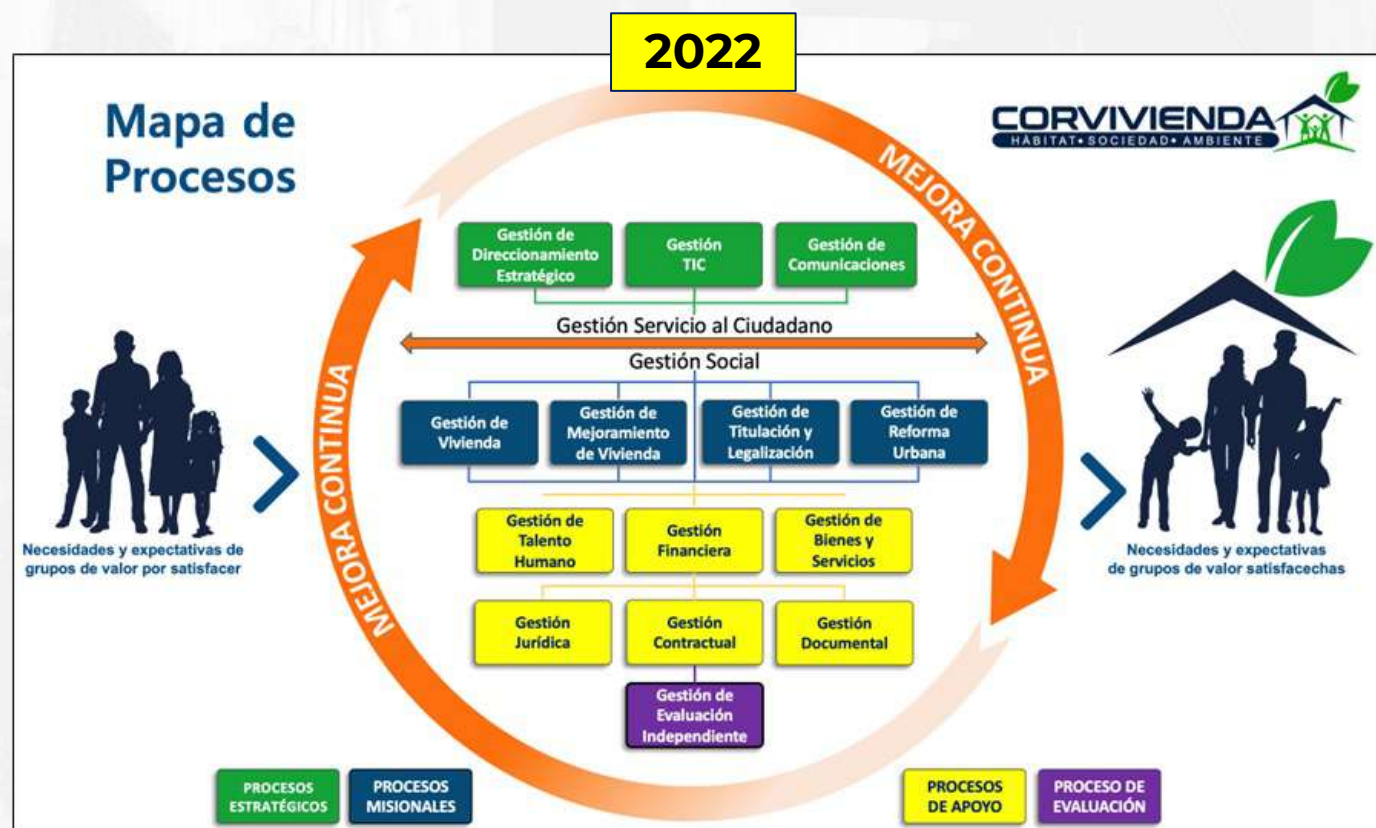 2022
Mapa de
Procesos
CORVIVIENDA
HÁBITAT • SOCIEDAD • AMBIENTE
MEJORA CONTINUA
MEJORA CONTINUA
Gestión de
Direccionamiento
Estratégico
Gestión
TIC
Gestión de
Comunicaciones
Gestión Servicio al Ciudadano
Gestión Social
Gestión de
Vivienda
Gestión de
Mejoramiento
de Vivienda
Gestión de
Titulación y
Legalización
Gestión de
Reforma
Urbana
Necesidades y expectativas de
grupos de valor por satisfacer
Gestión de
Talento
Humano
Gestión
Financiera
Gestión de
Bienes y
Servicios
Necesidades y expectativas
de grupos de valor satisfacechas
Gestión
Jurídica
Gestión
Contractual
Gestión
Documental
Gestión de
Evaluación
Independiente
PROCESOS
ESTRATÉGICOS
PROCESOS
MISIONALES
PROCESOS
DE APOYO
PROCESO DE
EVALUACIÓN